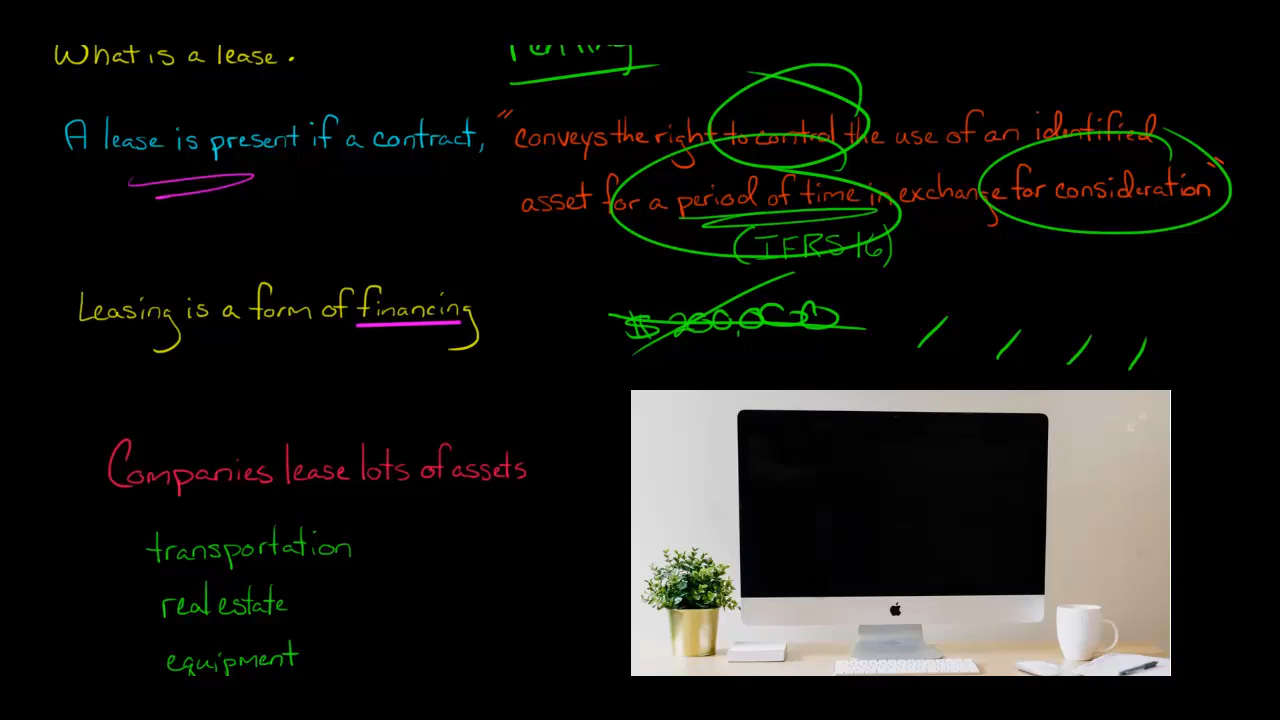 What is a lease.
A lease is present if a contract, "conveys the right to control the use of an identified
asset for a period of time in exchange for consideration"
(IFRS 16)
Leasing is a form of financing
$200,000
Companies lease lots of assets
transportation
real estate
equipment